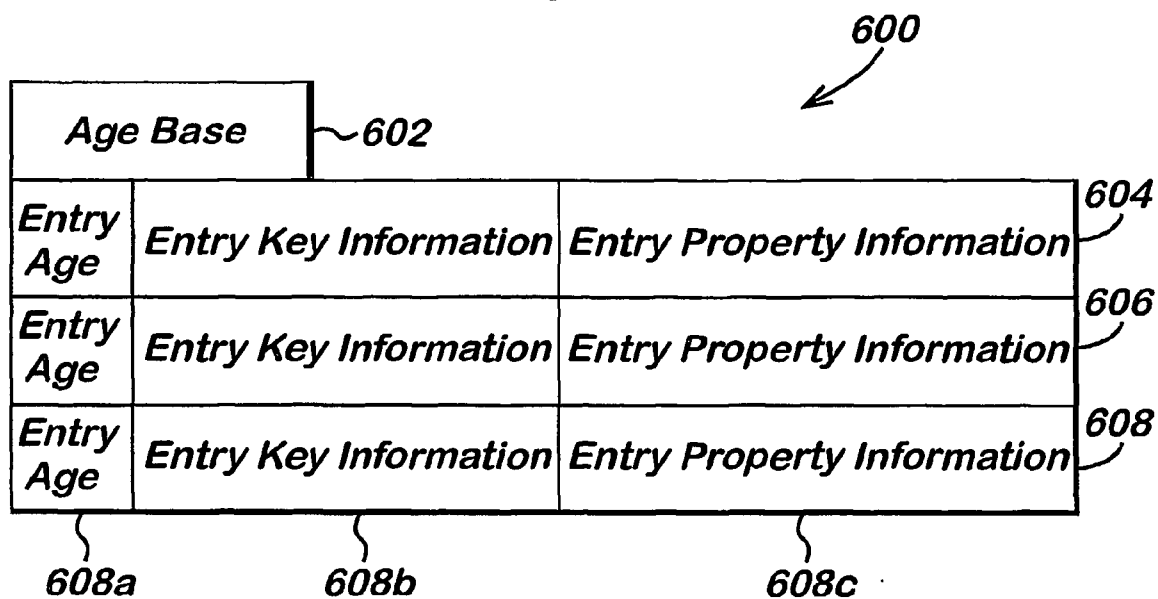 600
Age Base
602
Entry Age
Entry Key Information
Entry Property Information
604
Entry Age
Entry Key Information
Entry Property Information
606
Entry Age
Entry Key Information
Entry Property Information
608
608a
608b
608c